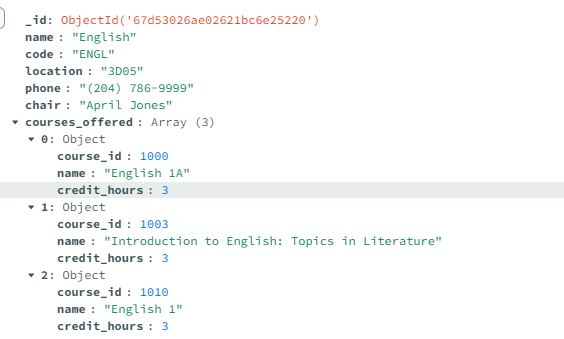 _id: ObjectId('67d53026ae02621bc6e25220')
name : "English"
code : "ENGL"
location : "3D05"
phone : "(204) 786-9999"
chair : "April Jones"
courses_offered : Array (3)
0: Object
course_id : 1000
name : "English 1A"
credit_hours : 3
1: Object
course_id : 1003
name : "Introduction to English: Topics in Literature"
credit_hours : 3
2: Object
course_id : 1010
name : "English 1"
credit_hours : 3